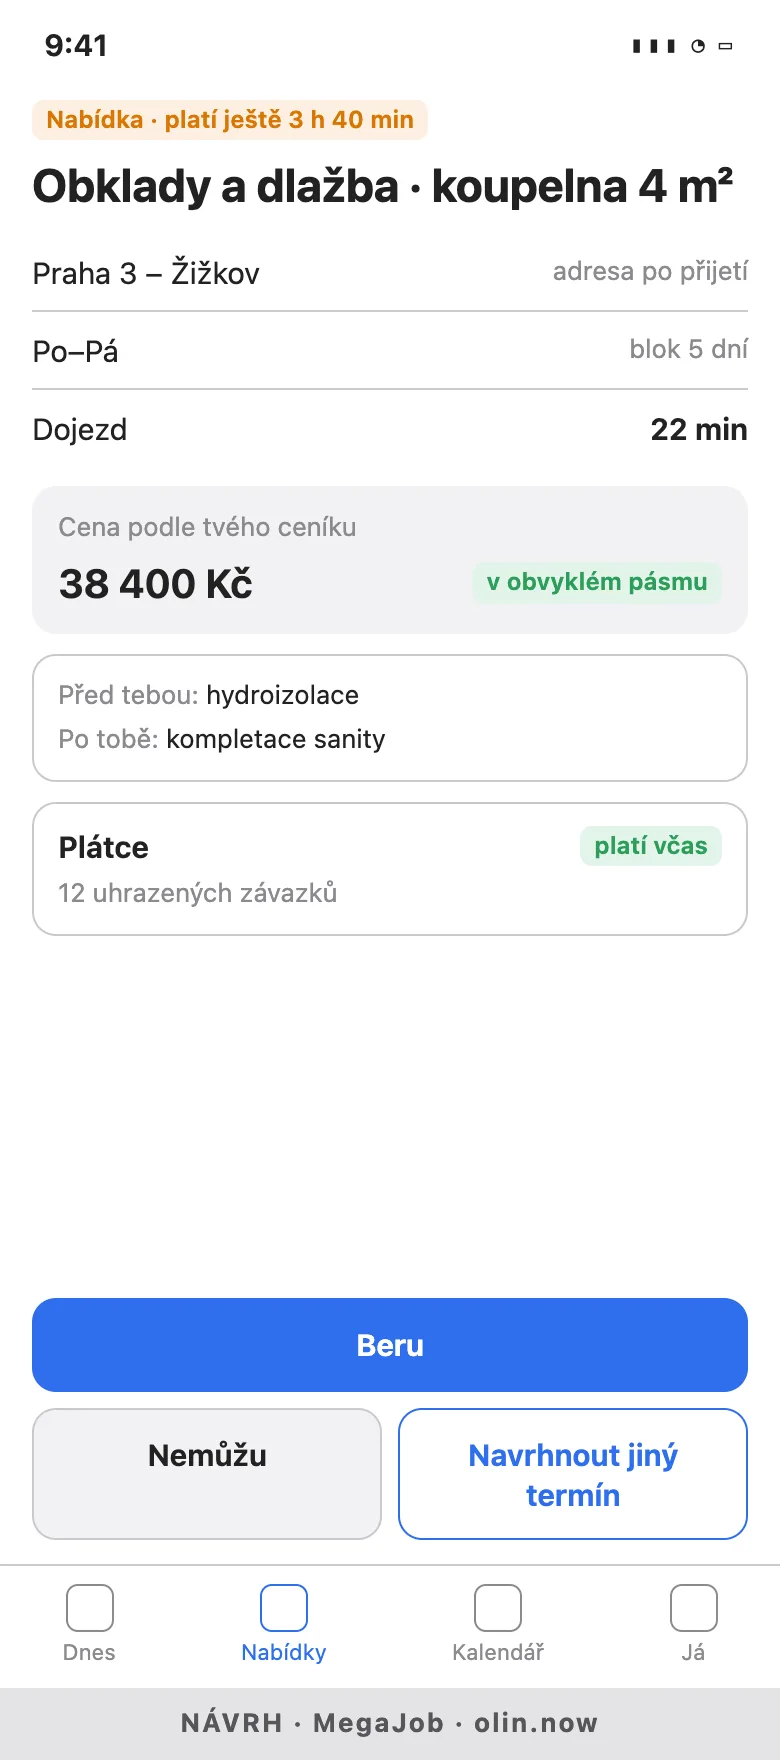 9:41
Nabídka · platí ještě 3 h 40 min
Obklady a dlažba · koupelna 4 m²
Praha 3 – Žižkov adresa po přijetí
Po–Pá blok 5 dní
Dojezd 22 min
Cena podle tvého ceníku
38 400 Kč v obvyklém pásmu
Před tebou: hydroizolace
Po tobě: kompletace sanity
Plátce platí včas
12 uhrazených závazků
Beru
Nemůžu
Navrhnout jiný
termín
Dnes Nabídky Kalendář Já
NÁVRH · MegaJob · olin.now